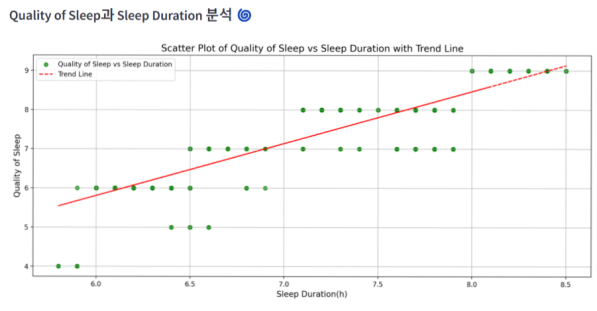 Quality of Sleep과 Sleep Duration 분석 🌀
Scatter Plot of Quality of Sleep vs Sleep Duration with Trend Line
Quality of Sleep vs Sleep Duration
Trend Line
Quality of Sleep
9
8
7
6
5
4
6.0 6.5 7.0 7.5 8.0 8.5
Sleep Duration(h)